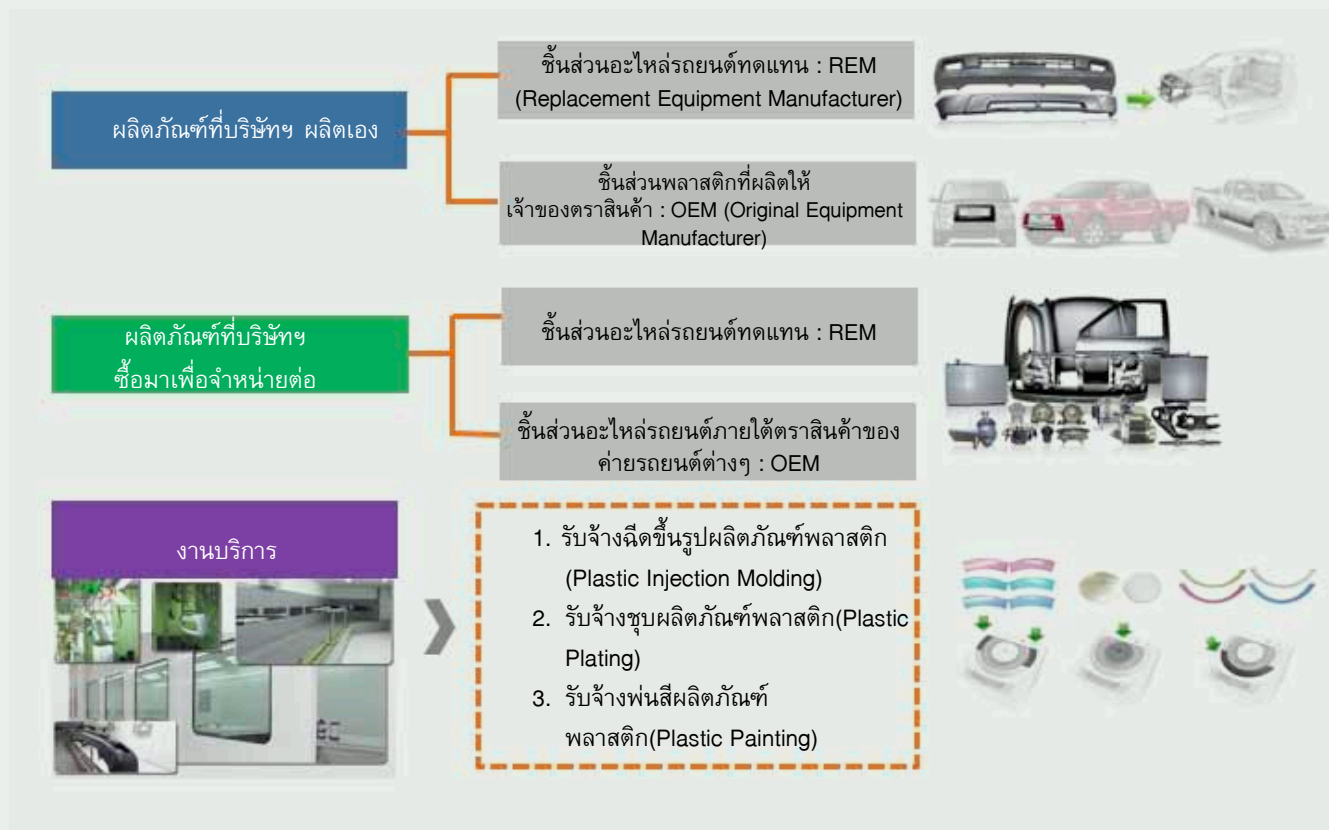 ชิ้นส่วนอะไหล่รถยนต์ทดแทน : REM
(Replacement Equipment Manufacturer)
ผลิตภัณฑ์ที่บริษัทฯ ผลิตเอง
ชิ้นส่วนพลาสติกที่ผลิตให้
เจ้าของตราสินค้า : OEM (Original Equipment
Manufacturer)
ผลิตภัณฑ์ที่บริษัทฯ
ซื้อมาเพื่อจำหน่ายต่อ
ชิ้นส่วนอะไหล่รถยนต์ทดแทน : REM
ชิ้นส่วนอะไหล่รถยนต์ภายใต้ตราสินค้าของ
ค่ายรถยนต์ต่างๆ : OEM
งานบริการ
1. รับจ้างฉีดขึ้นรูปผลิตภัณฑ์พลาสติก
(Plastic Injection Molding)
2. รับจ้างชุบผลิตภัณฑ์พลาสติก(Plastic
Plating)
3. รับจ้างพ่นสีผลิตภัณฑ์
พลาสติก(Plastic Painting)